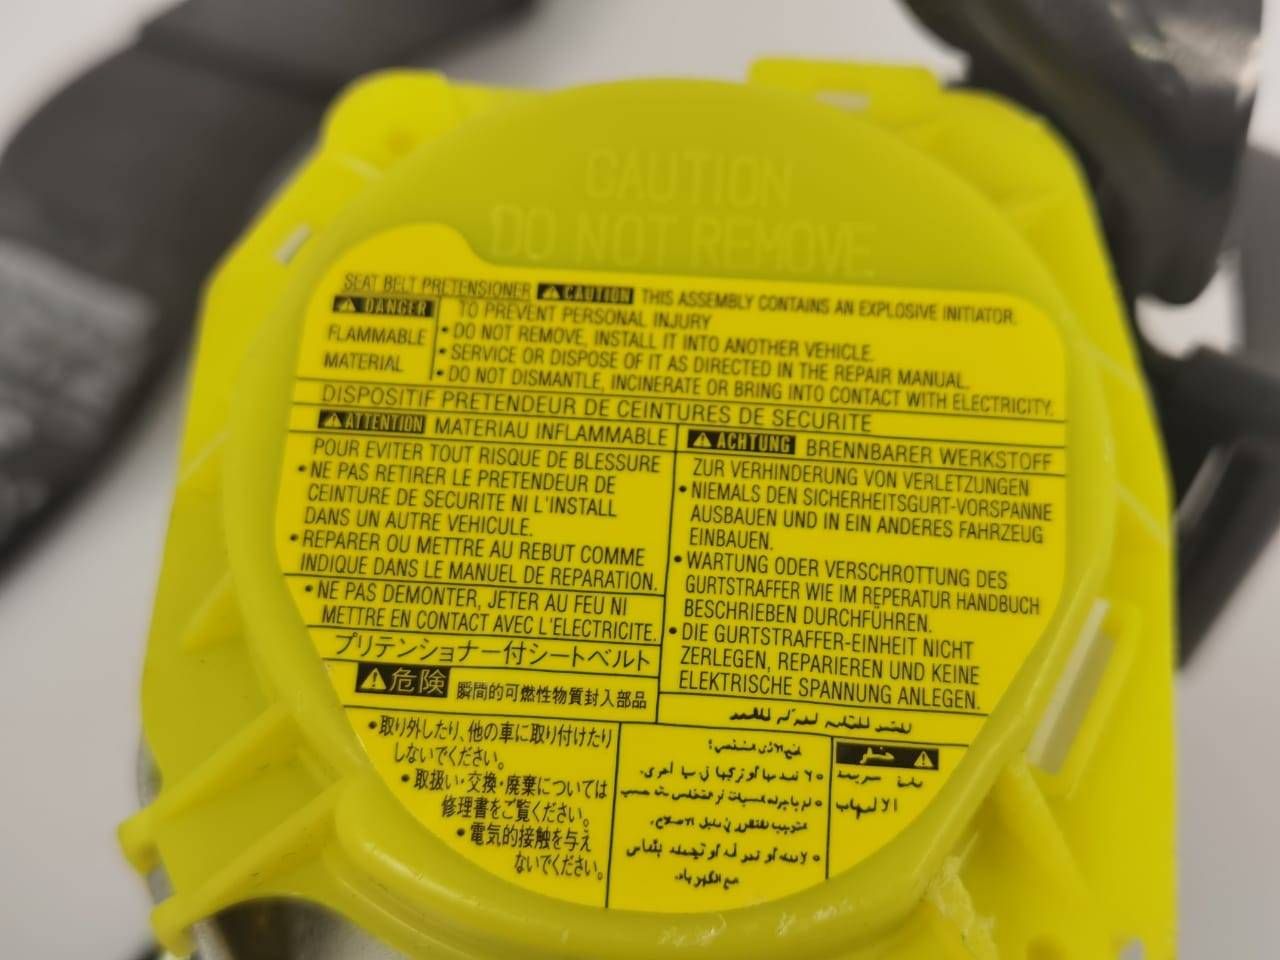 CAUTION
DO NOT REMOVE
SEAT BELT PRETENSIONER ⚠CAUTION THIS ASSEMBLY CONTAINS AN EXPLOSIVE INITIATOR.
⚠DANGER
FLAMMABLE
MATERIAL
TO PREVENT PERSONAL INJURY
• DO NOT REMOVE, INSTALL IT INTO ANOTHER VEHICLE.
• SERVICE OR DISPOSE OF IT AS DIRECTED IN THE REPAIR MANUAL.
• DO NOT DISMANTLE, INCINERATE OR BRING INTO CONTACT WITH ELECTRICITY.
DISPOSITIF PRETENDEUR DE CEINTURES DE SECURITE
⚠ATTENTION MATERIAU INFLAMMABLE
POUR EVITER TOUT RISQUE DE BLESSURE
• NE PAS RETIRER LE PRETENDEUR DE
CEINTURE DE SECURITE NI L'INSTALL
DANS UN AUTRE VEHICULE.
• REPARER OU METTRE AU REBUT COMME
INDIQUE DANS LE MANUEL DE REPARATION.
• NE PAS DEMONTER, JETER AU FEU NI
METTRE EN CONTACT AVEC L'ELECTRICITE.
⚠ACHTUNG BRENNBARER WERKSTOFF
ZUR VERHINDERUNG VON VERLETZUNGEN
• NIEMALS DEN SICHERHEITSGURT-VORSPANNE
AUSBAUEN UND IN EIN ANDERES FAHRZEUG
EINBAUEN.
• WARTUNG ODER VERSCHROTTUNG DES
GURTSTRAFFER WIE IM REPERATUR HANDBUCH
BESCHRIEBEN DURCHFÜHREN.
• DIE GURTSTRAFFER-EINHEIT NICHT
ZERLEGEN, REPARIEREN UND KEINE
ELEKTRISCHE SPANNUNG ANLEGEN.
プリテンショナー付シートベルト
⚠危険 瞬間的可燃性物質封入部品
• 取り外したり、他の車に取り付けたり
しないでください。
• 取扱い・交換・廃棄については
修理書をご覧ください。
• 電気的接触を与え
ないでください。
⚠خطر
مادة سريعة
الالتهاب
مع الكهرباء.